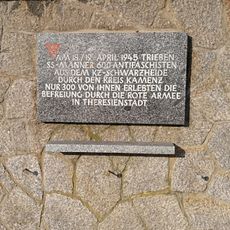 AM 18./19. APRIL 1945 TRIEBEN
SS-MÄNNER 600 ANTIFASCHISTEN
AUS DEM KZ-SCHWARZHEIDE
DURCH DEN KREIS KAMENZ
NUR 300 VON IHNEN ERLEBTEN DIE
BEFREIUNG DURCH DIE ROTE ARMEE
IN THERESIENSTADT.